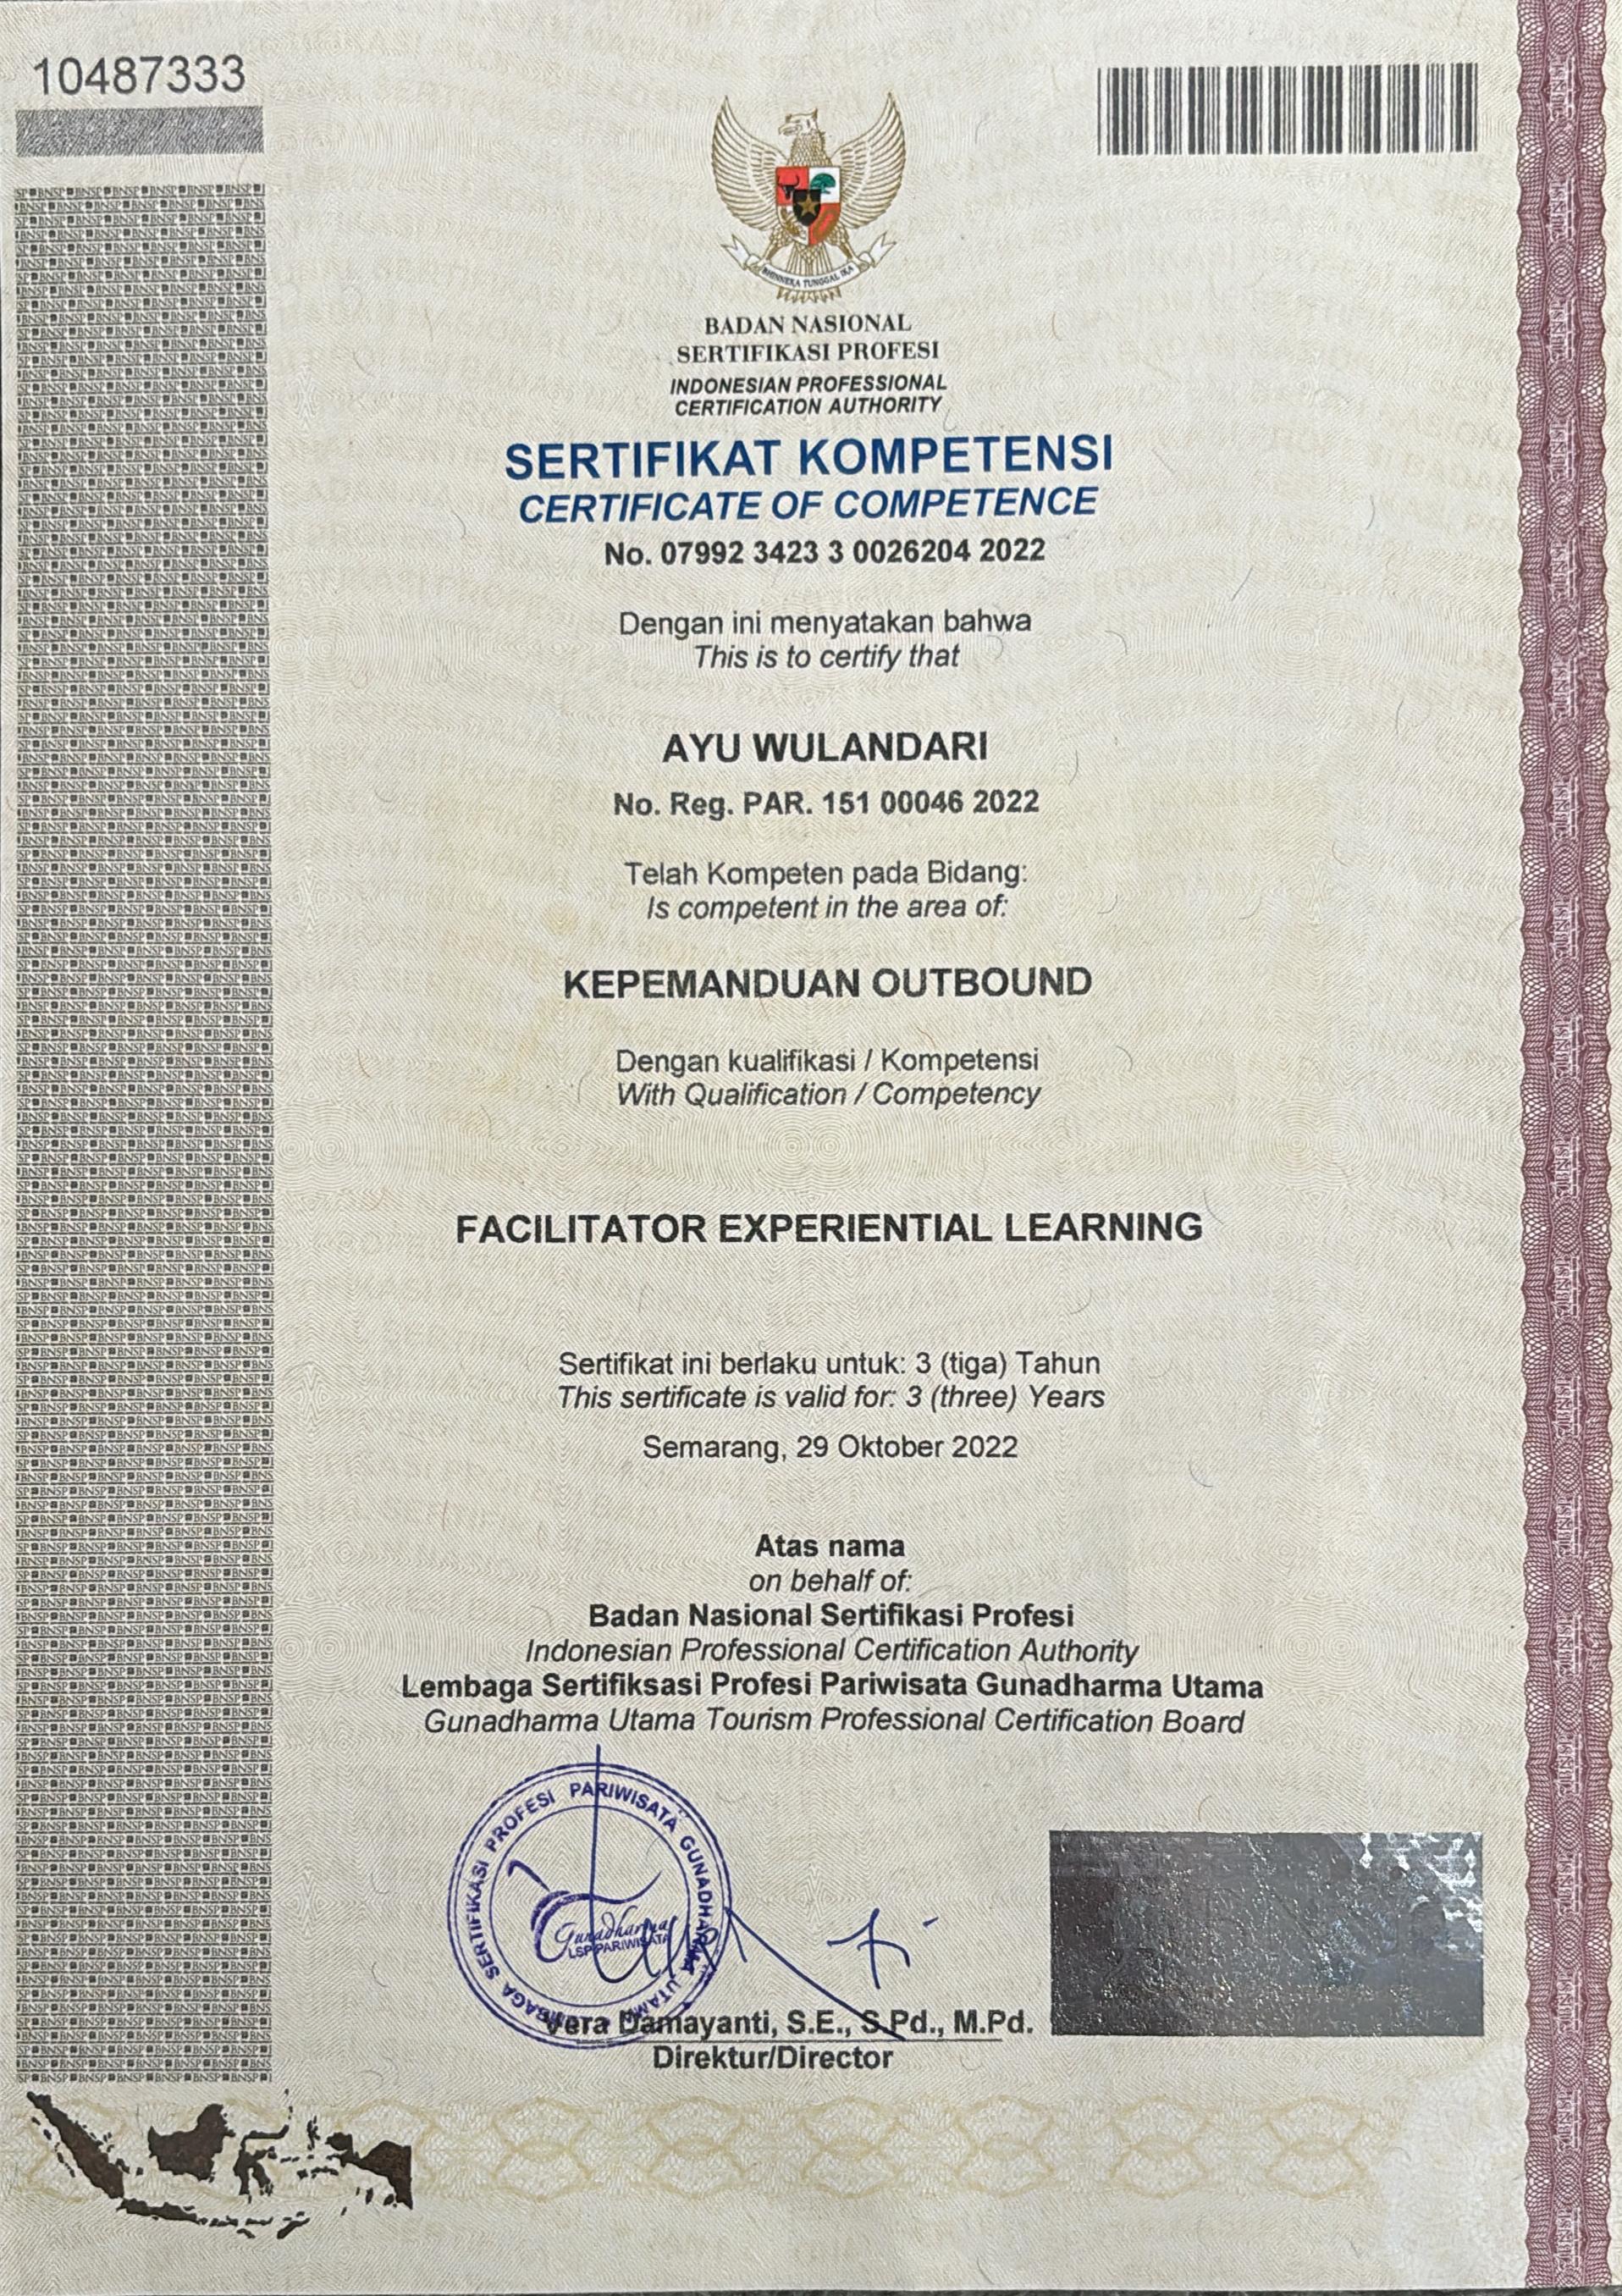 10487333
BHINNEKA TUNGGAL IKA
BADAN NASIONAL
SERTIFIKASI PROFESI
INDONESIAN PROFESSIONAL
CERTIFICATION AUTHORITY
SERTIFIKAT KOMPETENSI
CERTIFICATE OF COMPETENCE
No. 07992 3423 3 0026204 2022
Dengan ini menyatakan bahwa
This is to certify that
AYU WULANDARI
No. Reg. PAR. 151 00046 2022
Telah Kompeten pada Bidang:
Is competent in the area of:
KEPEMANDUAN OUTBOUND
Dengan kualifikasi / Kompetensi
With Qualification / Competency
FACILITATOR EXPERIENTIAL LEARNING
Sertifikat ini berlaku untuk: 3 (tiga) Tahun
This sertificate is valid for: 3 (three) Years
Semarang, 29 Oktober 2022
Atas nama
on behalf of:
Badan Nasional Sertifikasi Profesi
Indonesian Professional Certification Authority
Lembaga Sertifiksasi Profesi Pariwisata Gunadharma Utama
Gunadharma Utama Tourism Professional Certification Board
LEMBAGA SERTIFIKASI PROFESI PARIWISATA GUNADHARMA UTAMA
Gunadharma
LSP PARIWISATA
Vera Damayanti, S.E., S.Pd., M.Pd.
Direktur/Director